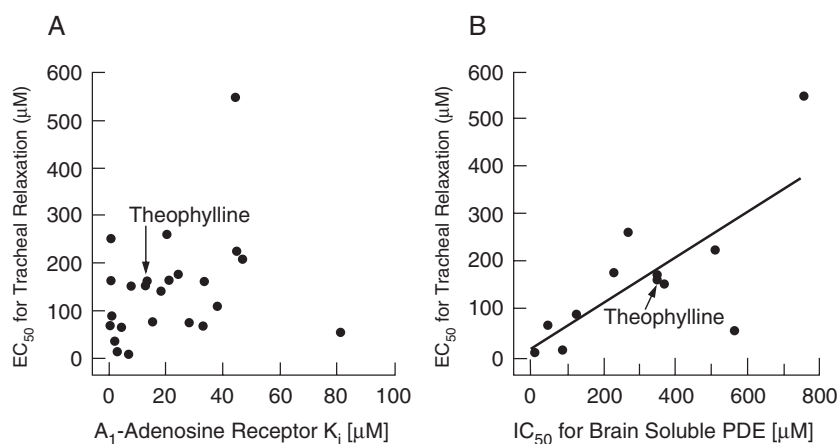 A
EC50 for Tracheal Relaxation (μM)
600
500
400
300
200
100
0
Theophylline
0 20 40 60 80 100
A1-Adenosine Receptor Ki [μM]
B
EC50 for Tracheal Relaxation (μM)
600
500
400
300
200
100
0
Theophylline
0 200 400 600 800
IC50 for Brain Soluble PDE [μM]